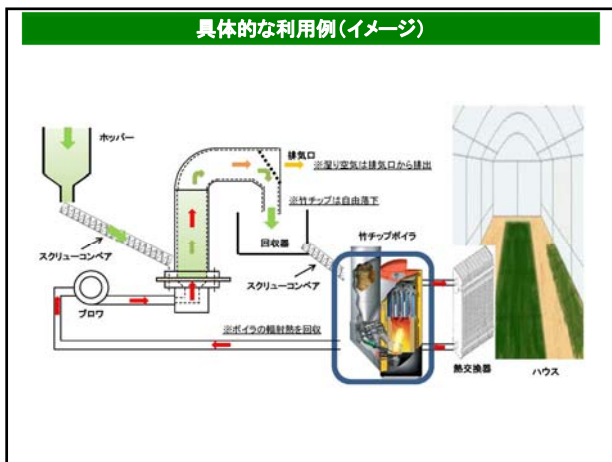 具体的な利用例(イメージ)
ホッパー
排気口
※湿り空気は排気口から排出
※竹チップは自由落下
回収器
竹チップボイラ
スクリューコンベア
スクリューコンベア
ブロワ
※ボイラの輻射熱を回収
熱交換器
ハウス